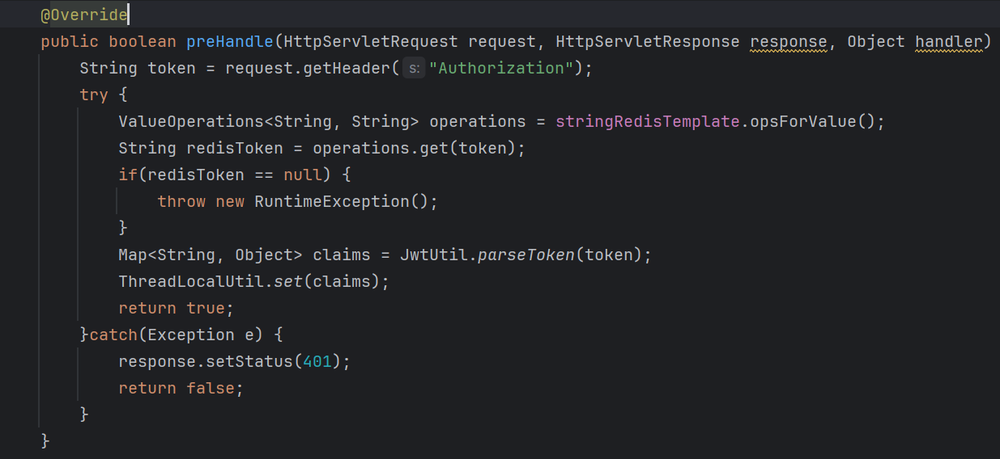 @Override
public boolean preHandle(HttpServletRequest request, HttpServletResponse response, Object handler)
String token = request.getHeader( s: "Authorization");
try {
ValueOperations<String, String> operations = stringRedisTemplate.opsForValue();
String redisToken = operations.get(token);
if(redisToken == null) {
throw new RuntimeException();
}
Map<String, Object> claims = JwtUtil.parseToken(token);
ThreadLocalUtil.set(claims);
return true;
}catch(Exception e) {
response.setStatus(401);
return false;
}
}